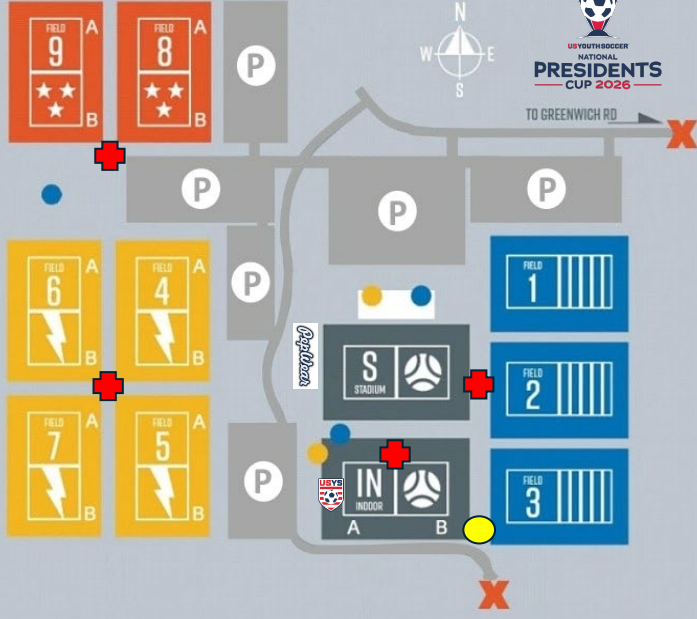 FIELD
9
A
B
FIELD
8
A
B
P
N
W
E
S
US YOUTH SOCCER
NATIONAL
PRESIDENTS
CUP 2026
TO GREENWICH RD
X
P
P
P
FIELD
6
A
B
FIELD
4
A
B
P
FIELD
1
PopWear
S
STADIUM
FIELD
2
FIELD
7
A
B
FIELD
5
A
B
P
USYS
IN
INDOOR
A
B
FIELD
3
X